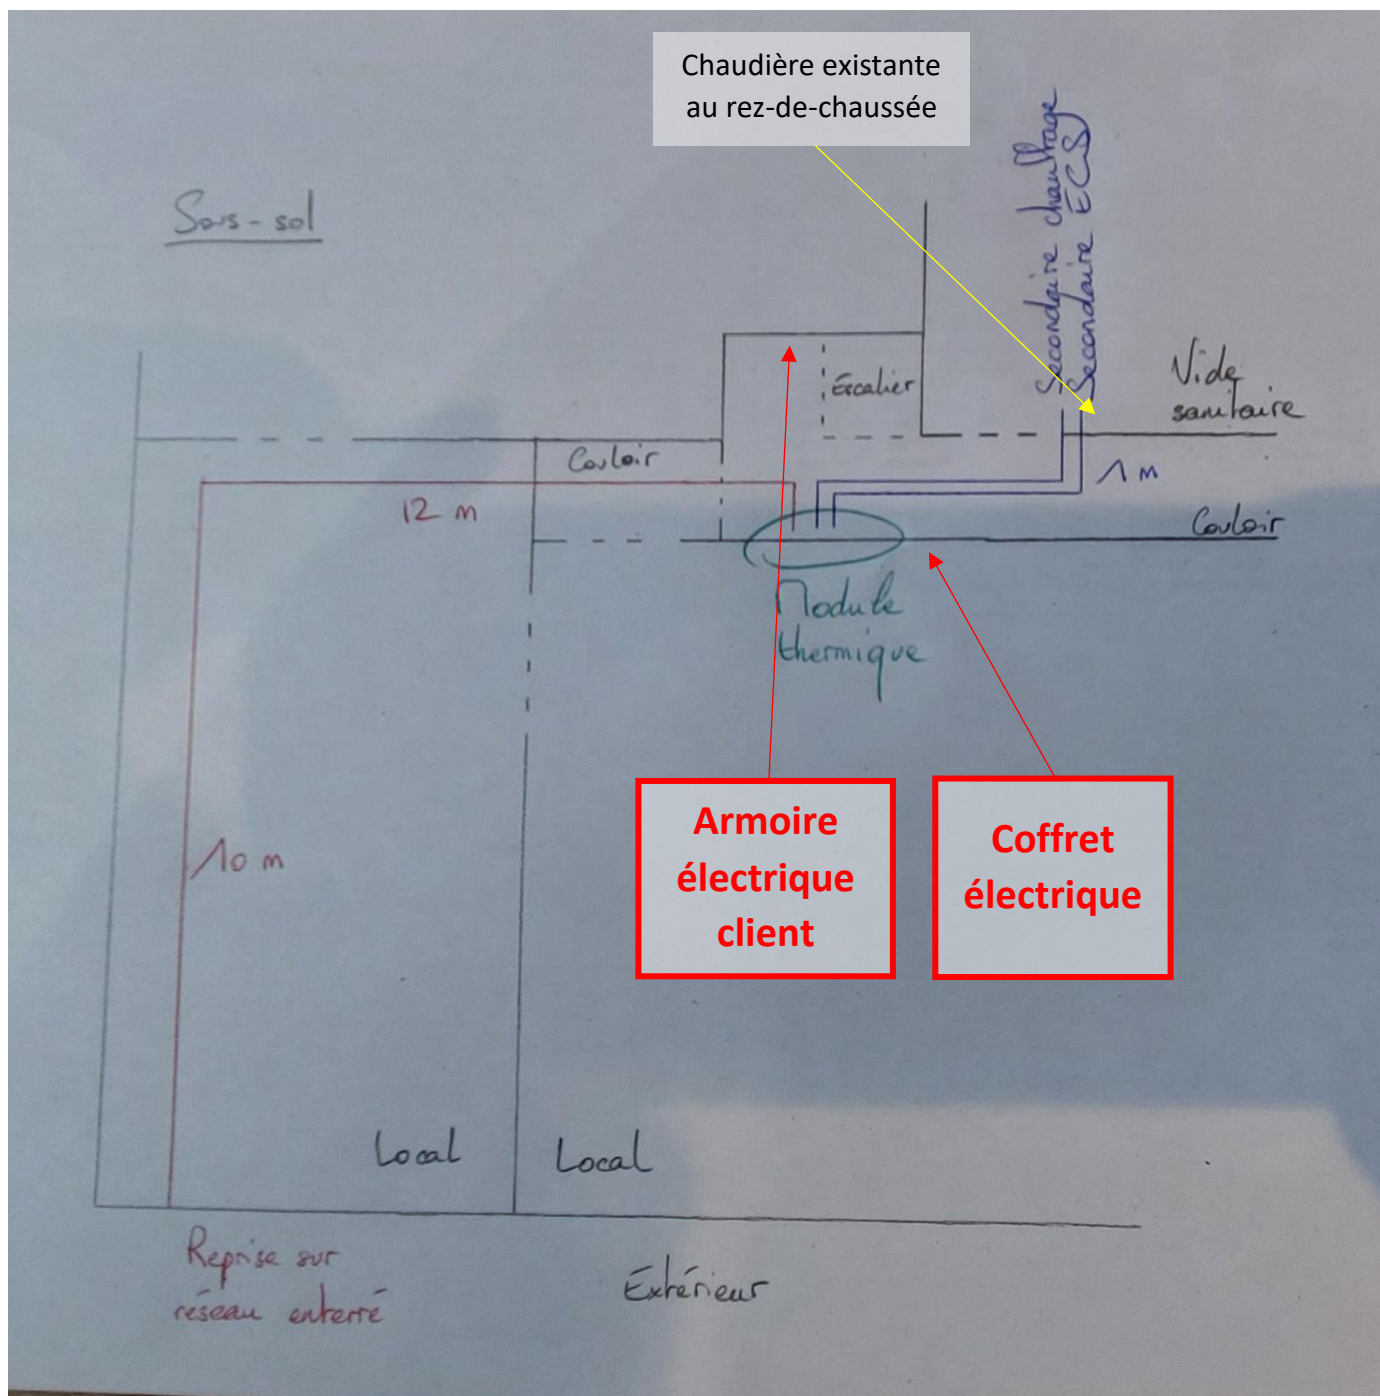 Chaudière existante
au rez-de-chaussée
Secondaire chauffage
Secondaire ECS
Sous-sol
Vide
sanitaire
Escalier
Couloir
1 m
12 m
Couloir
Module
thermique
Armoire
électrique
client
Coffret
électrique
10 m
Local
Local
Reprise sur
réseau enterré
Extérieur